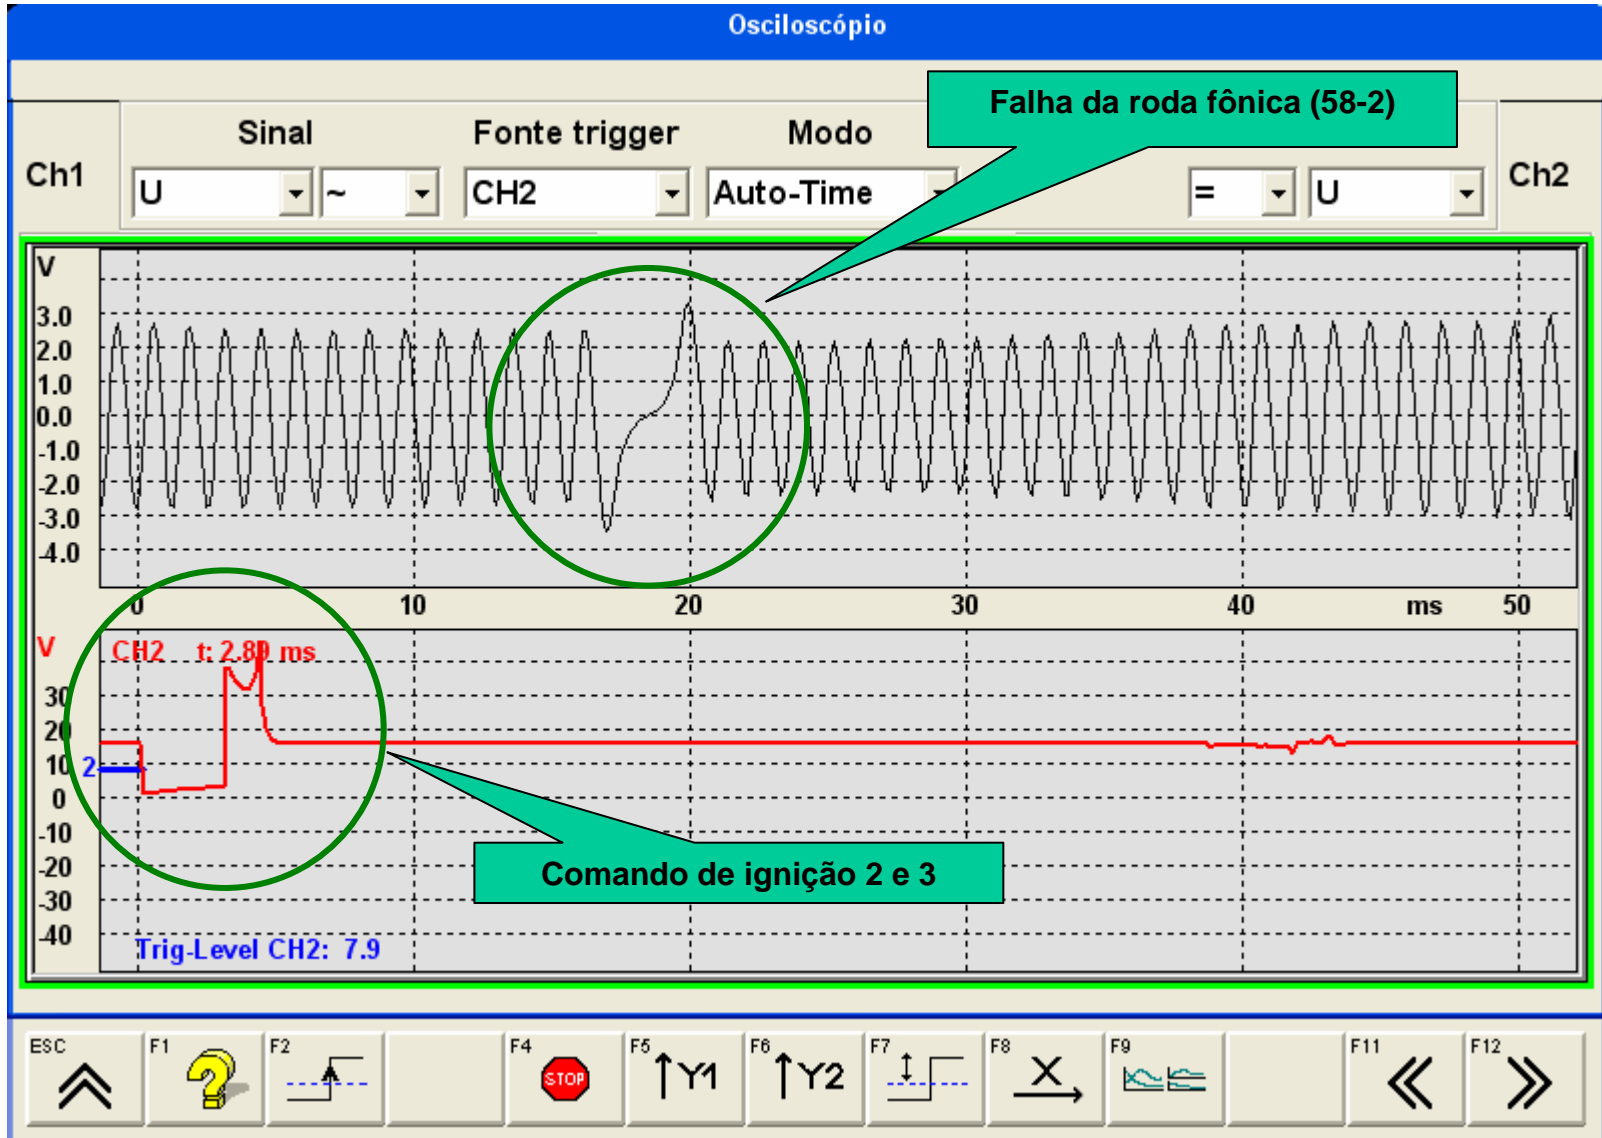 Osciloscópio
Falha da roda fônica (58-2)
Sinal Fonte trigger Modo
Ch1 U ~ CH2 Auto-Time = U Ch2
V
3.0
2.0
1.0
0.0
-1.0
-2.0
-3.0
-4.0
0 10 20 30 40 ms 50
V CH2 t: 2.89 ms
30
20
10 2
0
-10
Comando de ignição 2 e 3
-20
-30
-40
Trig-Level CH2: 7.9
ESC F1 F2 F4 F5 F6 F7 F8 F9 F11 F12
? STOP Y1 Y2 X